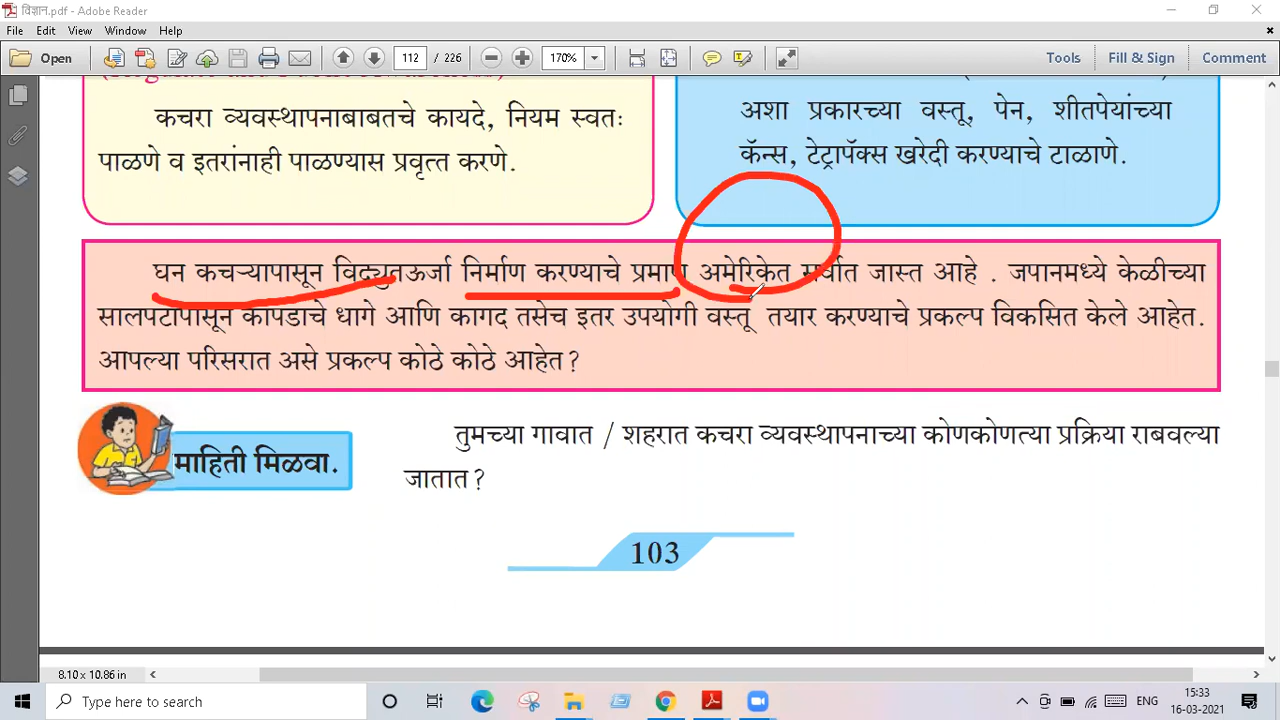 विज्ञान.pdf - Adobe Reader
File Edit View Window Help
Open 112 / 226 170% Tools Fill & Sign Comment
कचरा व्यवस्थापनाबाबतचे कायदे, नियम स्वतः
पाळणे व इतरांनाही पाळण्यास प्रवृत्त करणे.
अशा प्रकारच्या वस्तू, पेन, शीतपेयांच्या
कॅन्स, टेट्रापॅक्स खरेदी करण्याचे टाळाणे.
घन कचऱ्यापासून विद्युतऊर्जा निर्माण करण्याचे प्रमाण अमेरिकेत सर्वात जास्त आहे . जपानमध्ये केळीच्या
सालपटापासून कापडाचे धागे आणि कागद तसेच इतर उपयोगी वस्तू तयार करण्याचे प्रकल्प विकसित केले आहेत.
आपल्या परिसरात असे प्रकल्प कोठे कोठे आहेत?
माहिती मिळवा.
तुमच्या गावात / शहरात कचरा व्यवस्थापनाच्या कोणकोणत्या प्रक्रिया राबवल्या
जातात?
103
8.10 x 10.86 in
Type here to search
ENG
15:33
16-03-2021